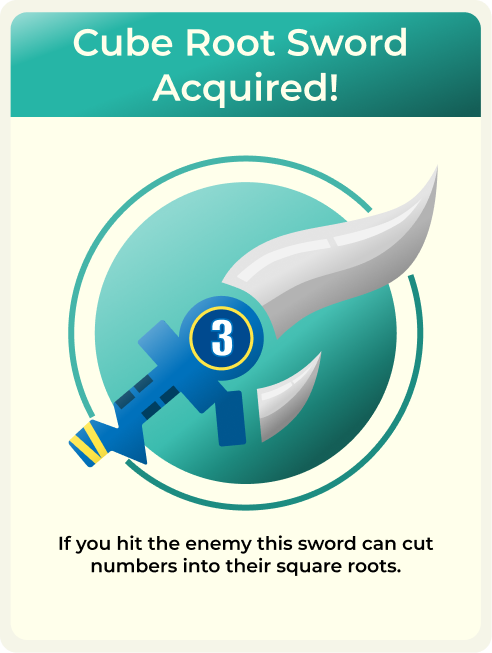 Cube Root Sword
Acquired!
3
If you hit the enemy this sword can cut
numbers into their square roots.